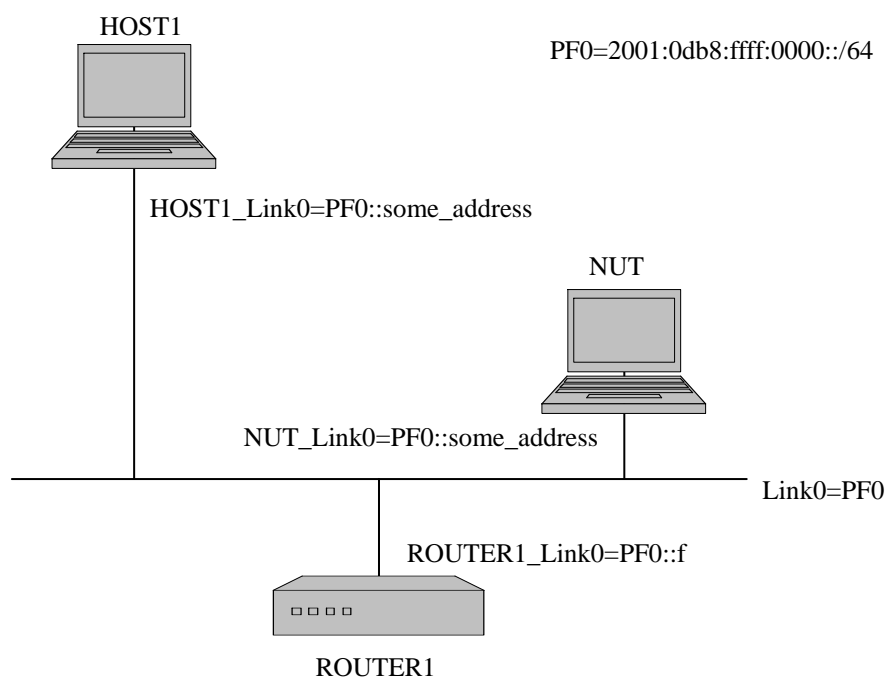 HOST1
PF0=2001:0db8:ffff:0000::/64
HOST1_Link0=PF0::some_address
NUT
NUT_Link0=PF0::some_address
Link0=PF0
ROUTER1_Link0=PF0::f
ROUTER1